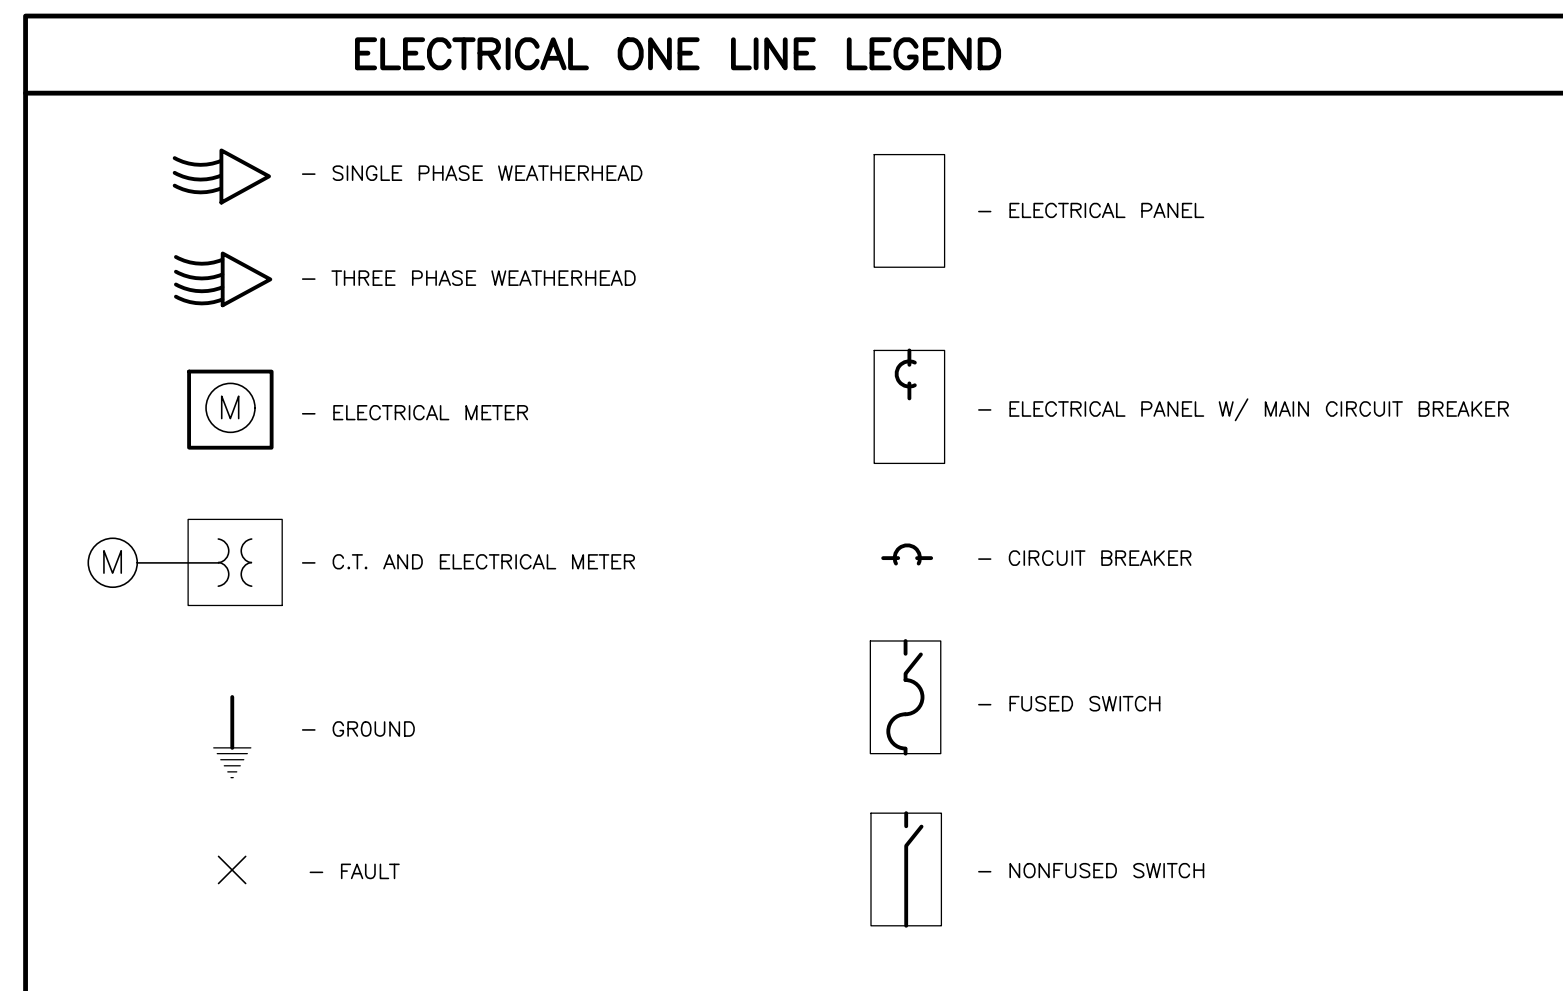 ELECTRICAL ONE LINE LEGEND
– SINGLE PHASE WEATHERHEAD
– THREE PHASE WEATHERHEAD
M – ELECTRICAL METER
M – C.T. AND ELECTRICAL METER
– GROUND
– FAULT
– ELECTRICAL PANEL
– ELECTRICAL PANEL W/ MAIN CIRCUIT BREAKER
– CIRCUIT BREAKER
– FUSED SWITCH
– NONFUSED SWITCH